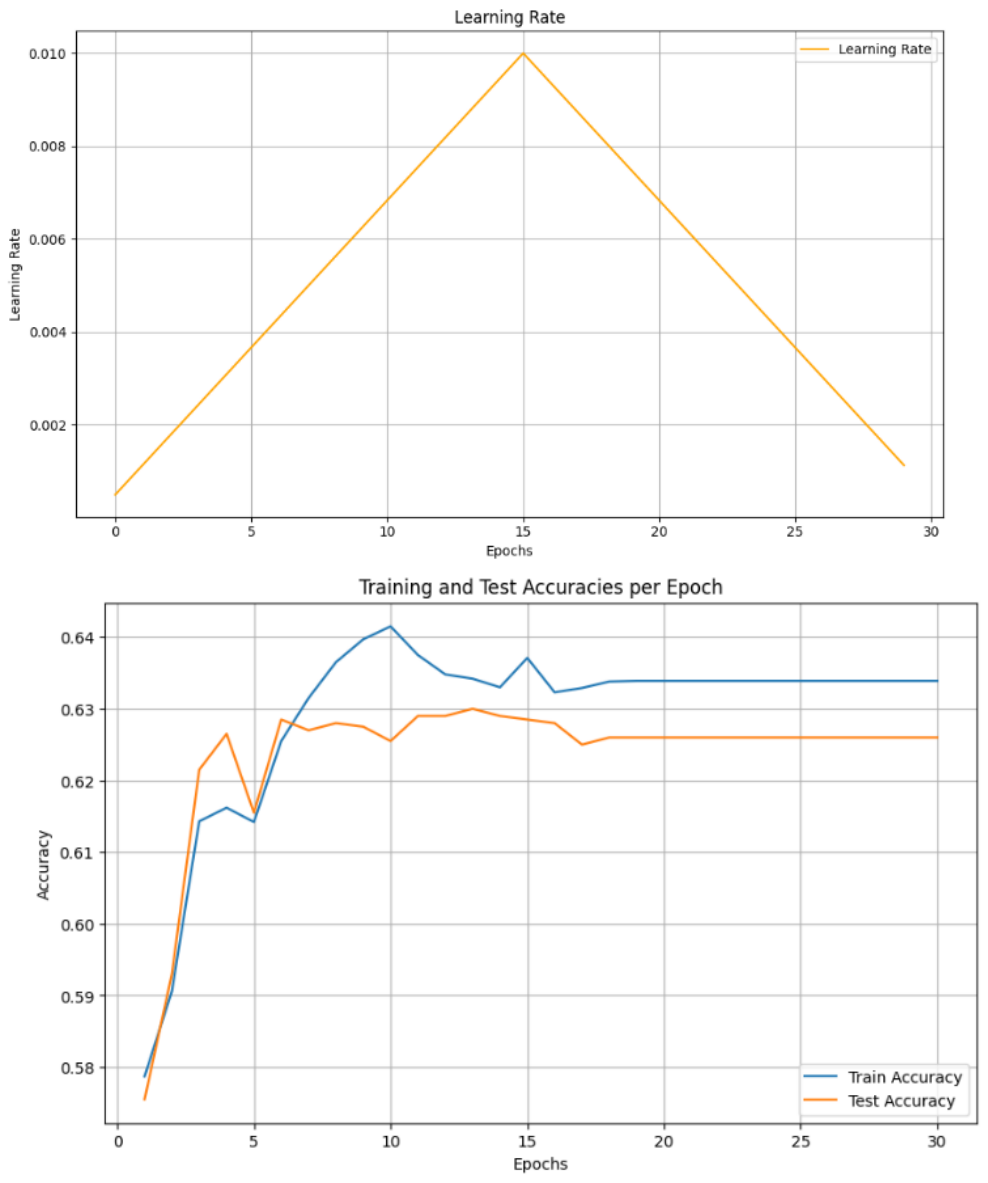 Learning Rate
Learning Rate
0.010
0.008
0.006
0.004
0.002
Learning Rate
0 5 10 15 20 25 30
Epochs
Training and Test Accuracies per Epoch
0.64
0.63
0.62
0.61
0.60
0.59
0.58
Accuracy
Train Accuracy
Test Accuracy
0 5 10 15 20 25 30
Epochs